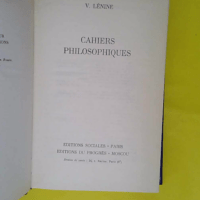 V. LÉNINE
CAHIERS
PHILOSOPHIQUES
ÉDITIONS SOCIALES - PARIS
ÉDITIONS DU PROGRÈS - MOSCOU